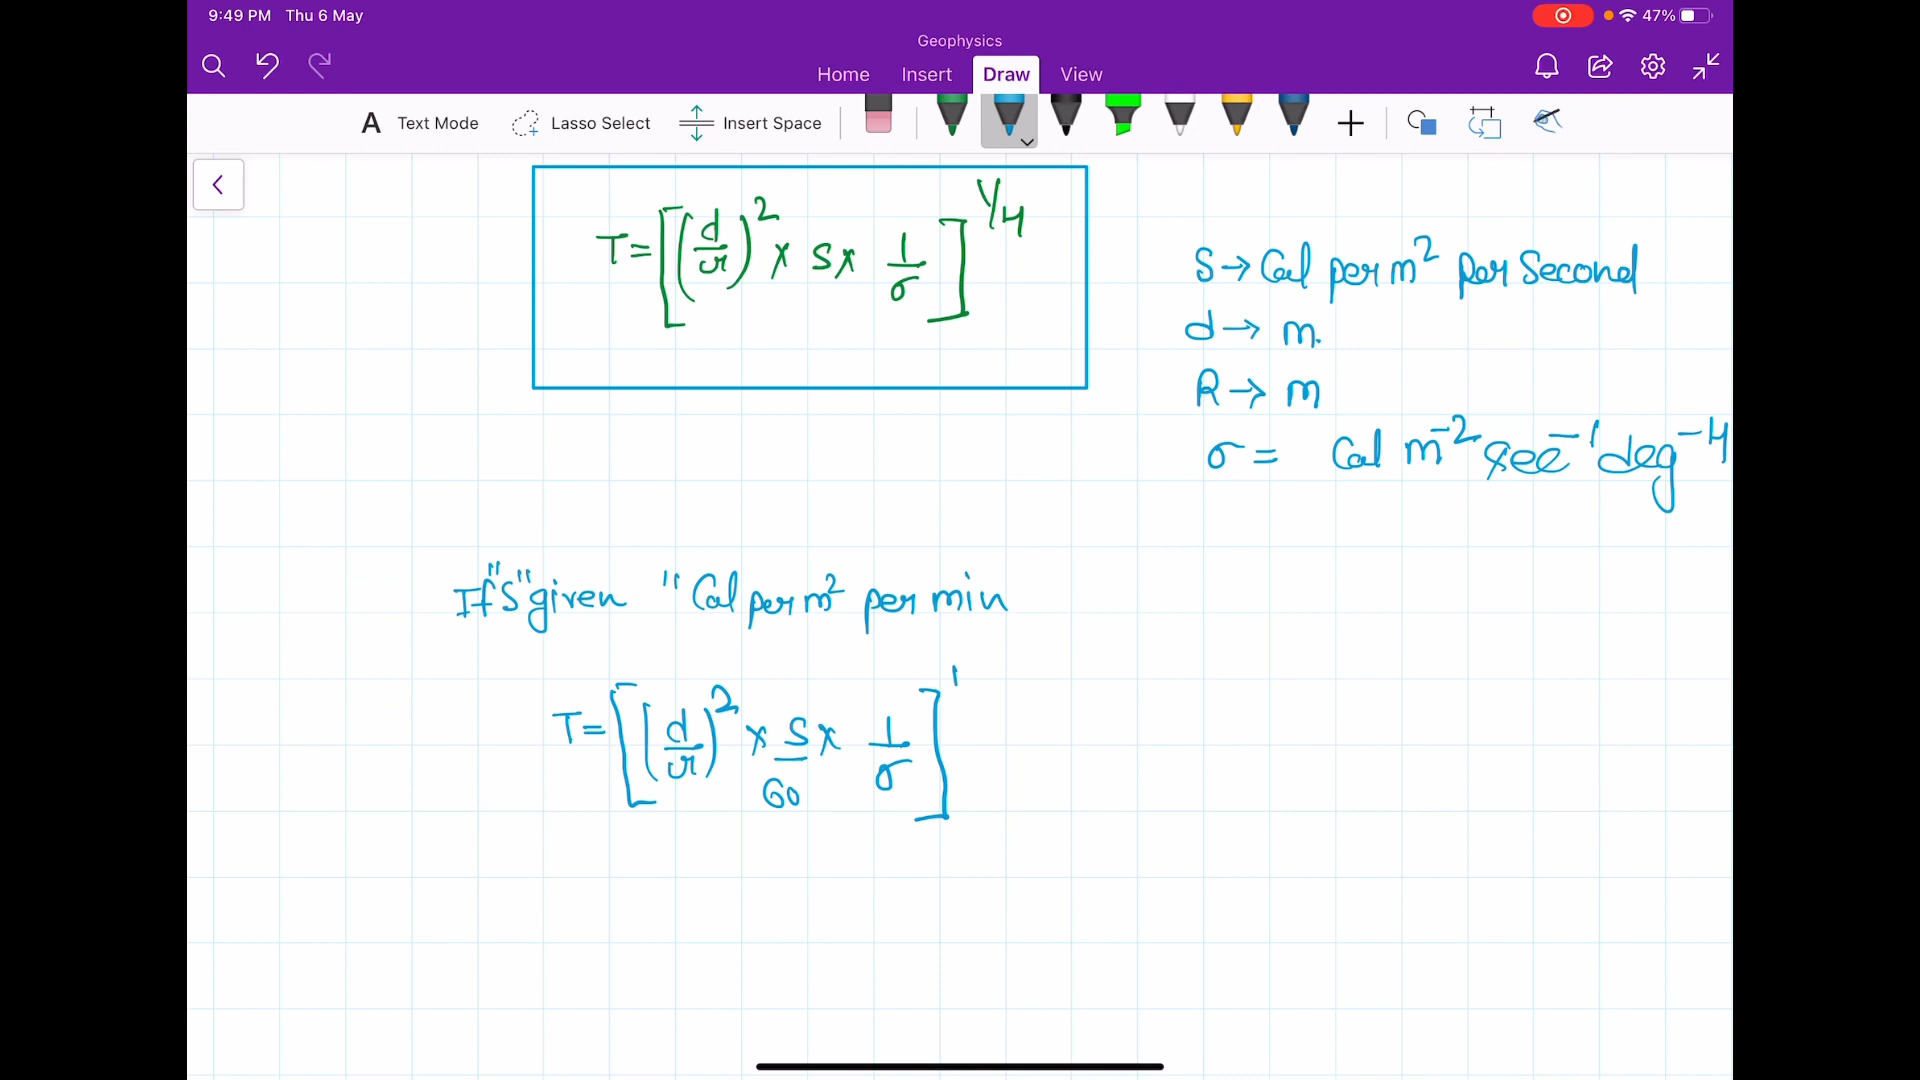 9:49 PM Thu 6 May
47%
Geophysics
Home Insert Draw View
A Text Mode Lasso Select Insert Space
T = [(d/r)² × S × 1/σ]^1/4
S → Cal per m² per Second
d → m.
R → m
σ = Cal m⁻² sec⁻¹ deg⁻⁴
If "S" given " Cal per m² per min
T = [(d/r)² × S/60 × 1/σ]^1